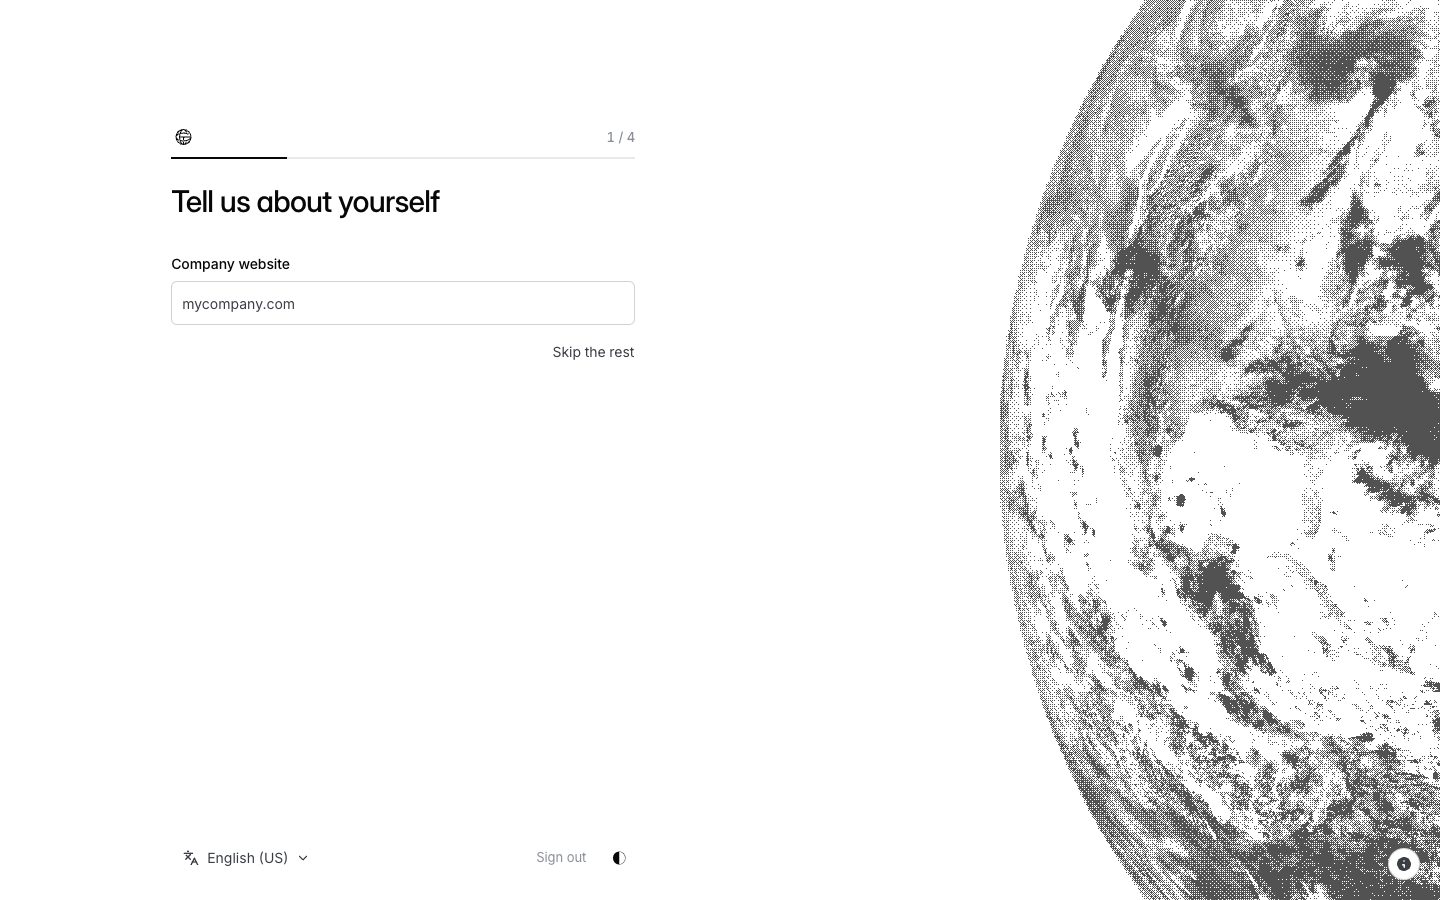 1 / 4
Tell us about yourself
Company website
mycompany.com
Skip the rest
English (US)
Sign out